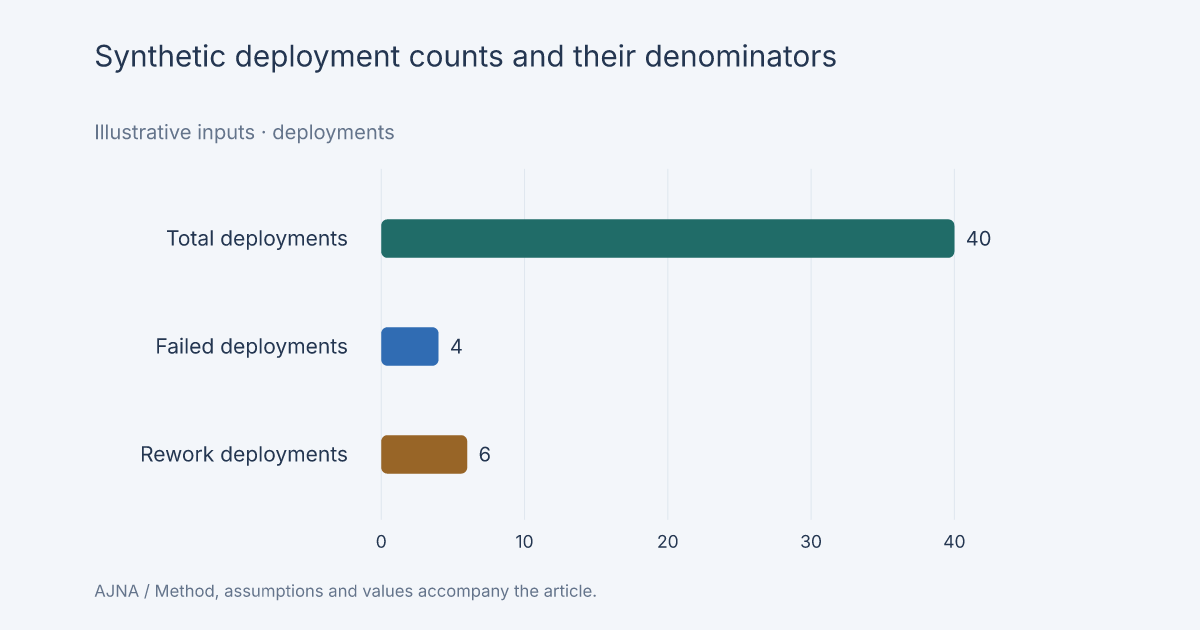 Synthetic deployment counts and their denominators
Illustrative inputs · deployments
Total deployments 40
Failed deployments 4
Rework deployments 6
0 10 20 30 40
AJNA / Method, assumptions and values accompany the article.